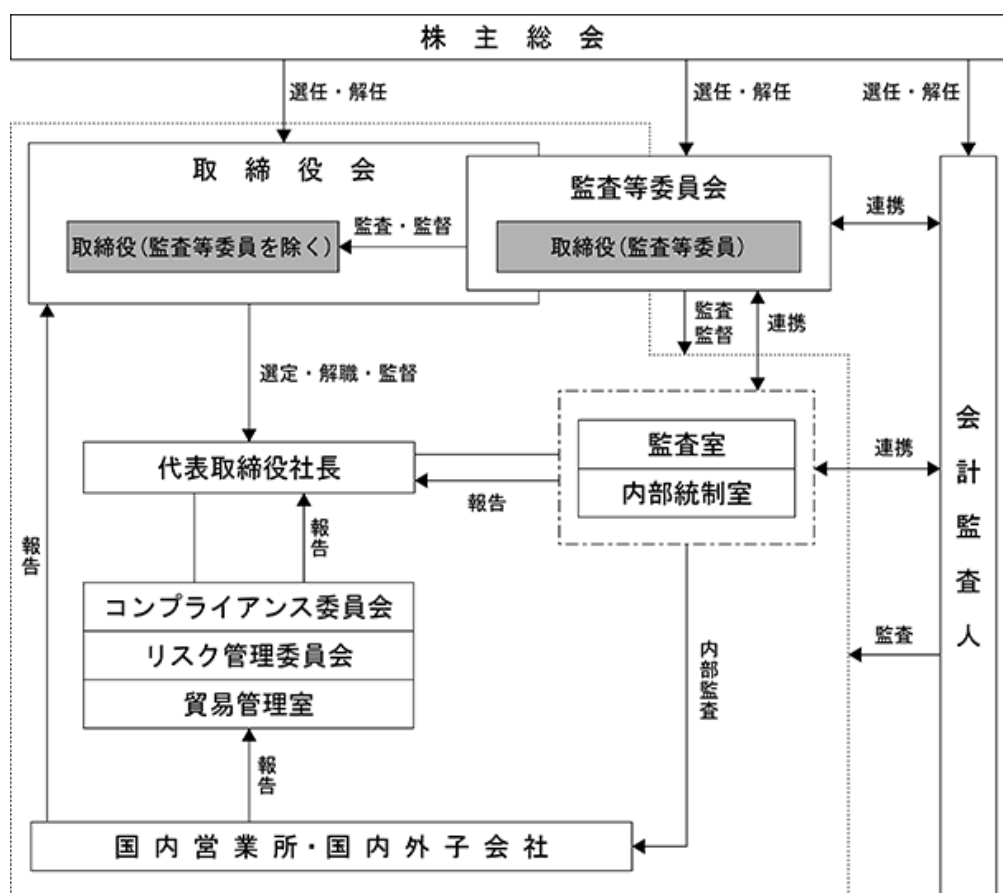 株主総会
選任・解任
選任・解任
選任・解任
取締役会
監査等委員会
連携
監査・監督
取締役(監査等委員を除く)
取締役(監査等委員)
監査
監督
連携
選定・解職・監督
監査室
代表取締役社長
連携
内部統制室
報告
報告
報告
会計監査人
コンプライアンス委員会
リスク管理委員会
監査
内部監査
貿易管理室
報告
国内営業所・国内外子会社